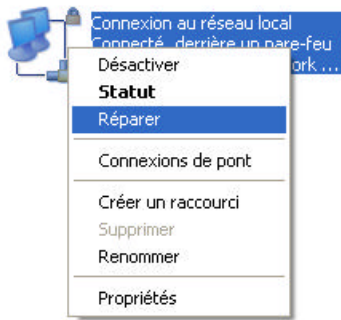 Connexion au réseau local
Connecté, derrière un pare-feu
ork ...
Désactiver
Statut
Réparer
Connexions de pont
Créer un raccourci
Supprimer
Renommer
Propriétés